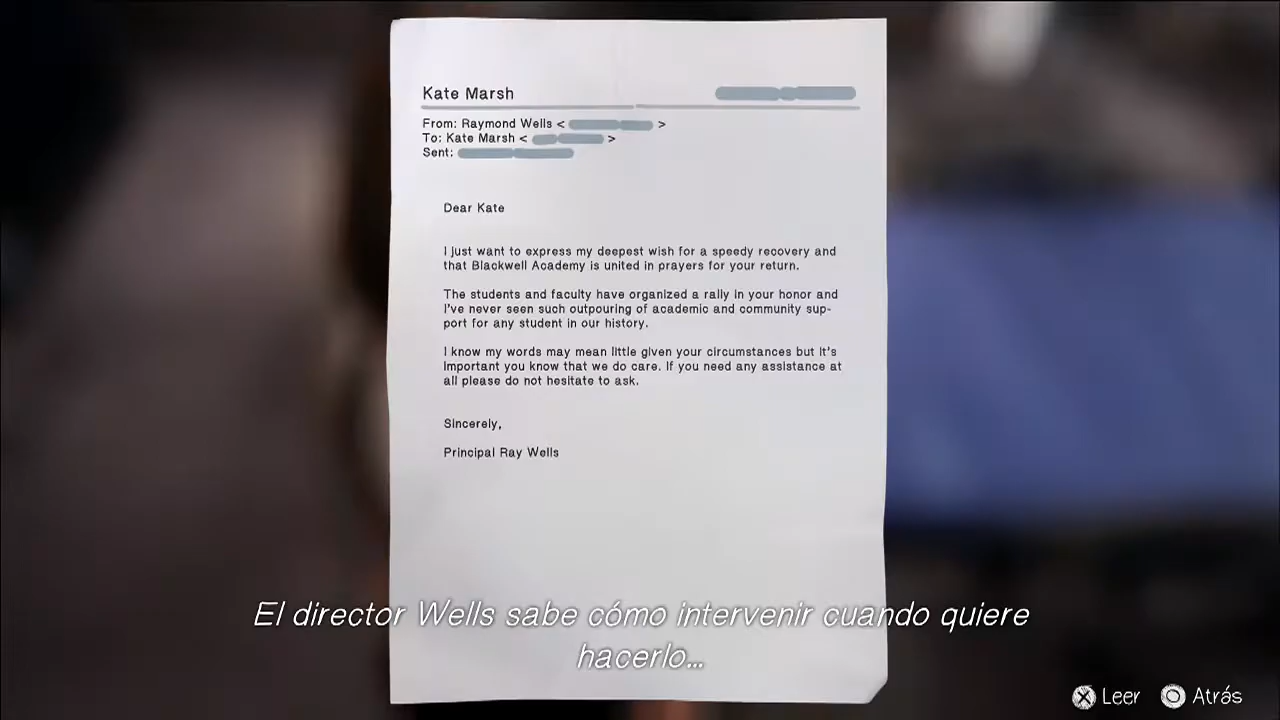 Kate Marsh
From: Raymond Wells < >
To: Kate Marsh < >
Sent:
Dear Kate
I just want to express my deepest wish for a speedy recovery and
that Blackwell Academy is united in prayers for your return.
The students and faculty have organized a rally in your honor and
I've never seen such outpouring of academic and community sup-
port for any student in our history.
I know my words may mean little given your circumstances but it's
important you know that we do care. If you need any assistance at
all please do not hesitate to ask.
Sincerely,
Principal Ray Wells
El director Wells sabe cómo intervenir cuando quiere
hacerlo...
Leer Atrás